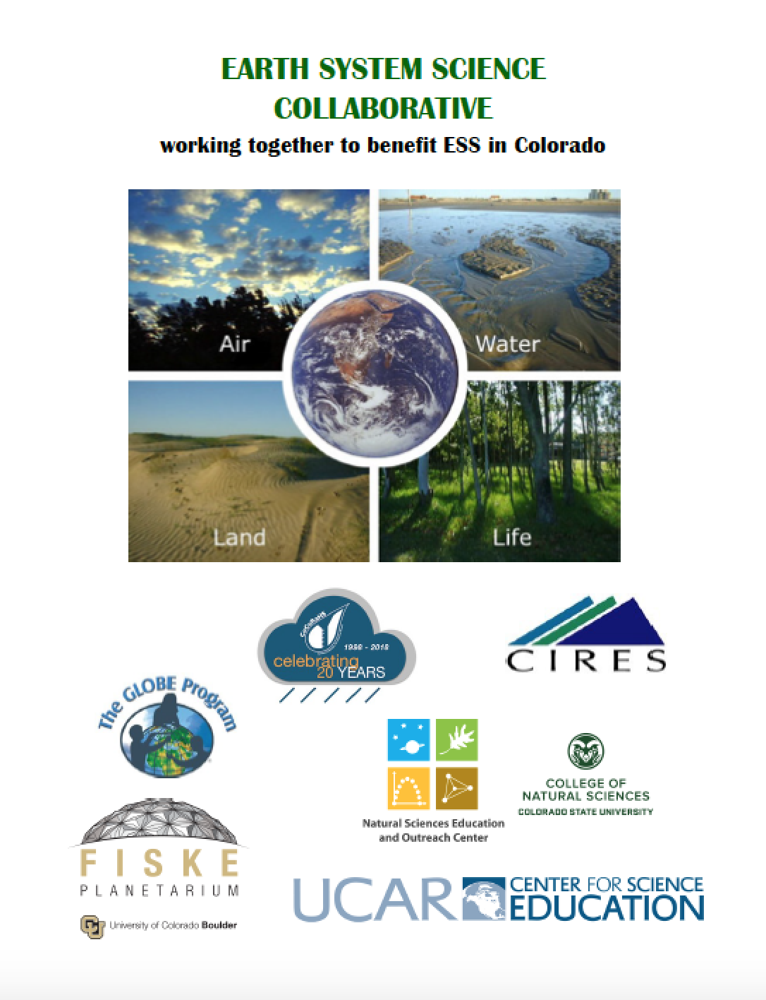 EARTH SYSTEM SCIENCE
COLLABORATIVE
working together to benefit ESS in Colorado
Air
Water
Land
Life
CoCoRaHS
1998 - 2018
celebrating
20 YEARS
CIRES
The GLOBE Program
Natural Sciences Education
and Outreach Center
COLLEGE OF
NATURAL SCIENCES
COLORADO STATE UNIVERSITY
FISKE
PLANETARIUM
CU University of Colorado Boulder
UCAR CENTER FOR SCIENCE
EDUCATION